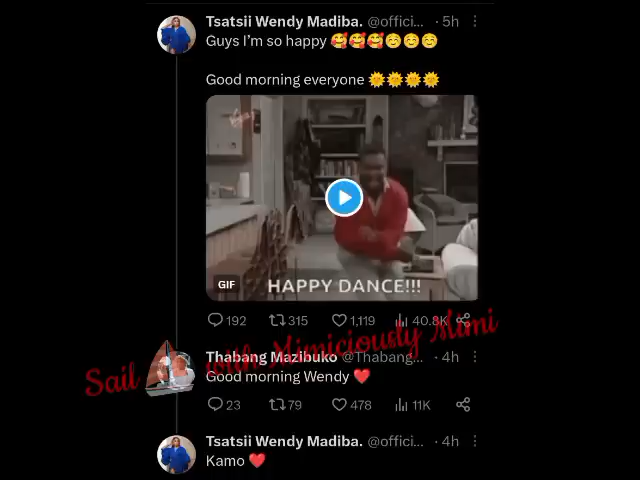 Tsatsii Wendy Madiba. @offici... · 5h
Guys I'm so happy 🥰🥰🥰☺️☺️☺️
Good morning everyone 🌞🌞🌞🌞
GIF
HAPPY DANCE!!!
192 315 1,119 40.8K
Sail with Mimiciously Mimi
Thabang Mazibuko @Thabang... · 4h
Good morning Wendy ❤️
23 79 478 11K
Tsatsii Wendy Madiba. @offici... · 4h
Kamo ❤️